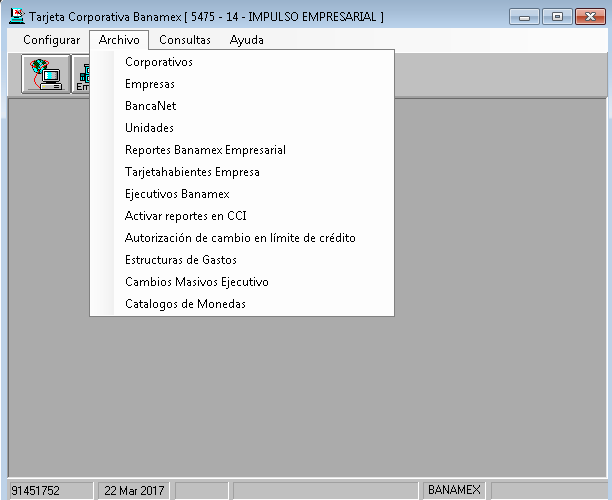 Tarjeta Corporativa Banamex [ 5475 - 14 - IMPULSO EMPRESARIAL ]
Configurar Archivo Consultas Ayuda
Em
Corporativos
Empresas
BancaNet
Unidades
Reportes Banamex Empresarial
Tarjetahabientes Empresa
Ejecutivos Banamex
Activar reportes en CCI
Autorización de cambio en límite de crédito
Estructuras de Gastos
Cambios Masivos Ejecutivo
Catalogos de Monedas
91451752 22 Mar 2017 BANAMEX